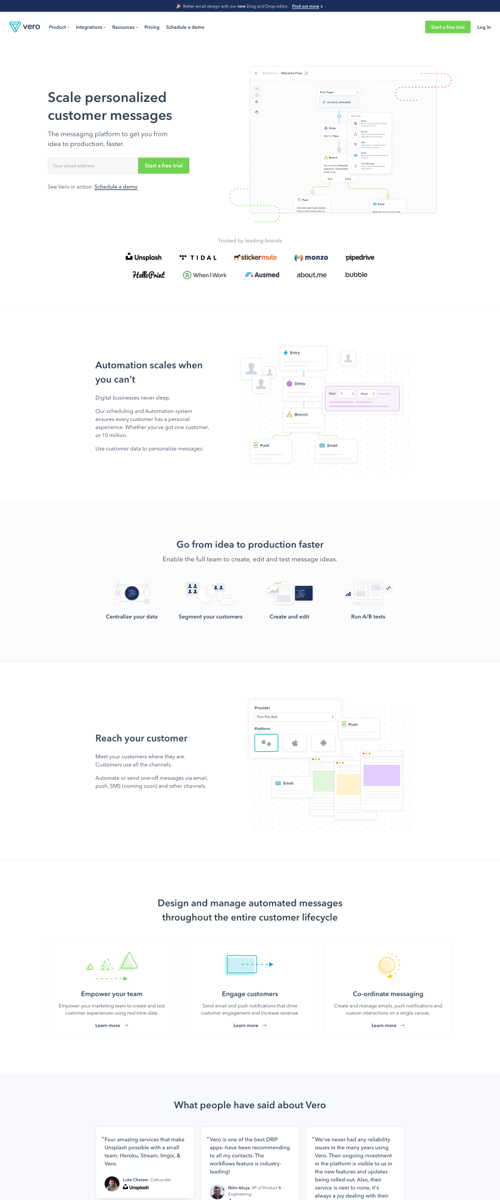 🎉 Better email design with our new Drag and Drop editor. Find out more ›
vero
Product
Integrations
Resources
Pricing
Schedule a demo
Start a free trial
Log In
Scale personalized
customer messages
The messaging platform to get you from
idea to production, faster.
Your email address
Start a free trial
See Vero in action: Schedule a demo
Welcome Flow
Delay
Branch
Push
Email
Trusted by leading brands
Unsplash
TIDAL
stickermule
monzo
pipedrive
HelloPrint
When I Work
Ausmed
about.me
.bubble
Automation scales when
you can't
Digital businesses never sleep.
Our scheduling and Automation system
ensures every customer has a personal
experience. Whether you've got one customer,
or 10 million.
Use customer data to personalize messages.
Entry
Delay
Wait 1 days
Branch
Push
Email
Go from idea to production faster
Enable the full team to create, edit and test message ideas.
Centralize your data
Segment your customers
Create and edit
Run A/B tests
Reach your customer
Meet your customers where they are.
Customers use all the channels.
Automate or send one-off messages via email,
push, SMS (coming soon) and other channels.
Provider
Platform
Push
Email
Design and manage automated messages
throughout the entire customer lifecycle
Empower your team
Empower your marketing team to create and test
customer experiences using real-time data.
Learn more →
Engage customers
Send email and push notifications that drive
customer engagement and increase revenue.
Learn more →
Co-ordinate messaging
Create and manage emails, push notifications and
custom interactions on a single canvas.
Learn more →
What people have said about Vero
"Four amazing services that make
Unsplash possible with a small
team: Heroku, Stream, Imgix, &
Vero.
Luke Chesser, Cofounder
Unsplash
"Vero is one of the best DRIP
apps–have been recommending
to all my contacts. The
workflows feature is industry-
leading!
Nitin Ahuja, VP of Product &
Engineering
"We've never had any reliability
issues in the many years using
Vero. Their ongoing investment
in the platform is visible to us in
the new features and updates
being rolled out. Also, their
service is next to none, it's
always a joy dealing with their